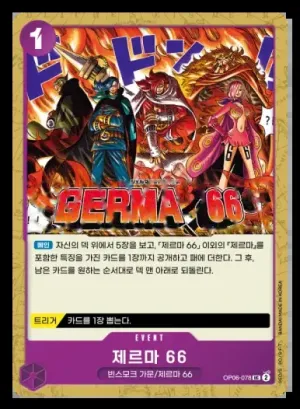 1
ドドン
GERMA 66
?
메인 자신의 덱 위에서 5장을 보고, 「제르마 66」 이외의 『제르마』를
포함한 특징을 가진 카드를 1장까지 공개하고 패에 더한다. 그 후,
남은 카드를 원하는 순서대로 덱 맨 아래로 되돌린다.
트리거 카드를 1장 뽑는다.
EVENT
제르마 66
빈스모크 가문/제르마 66
OP06-078 UC 2